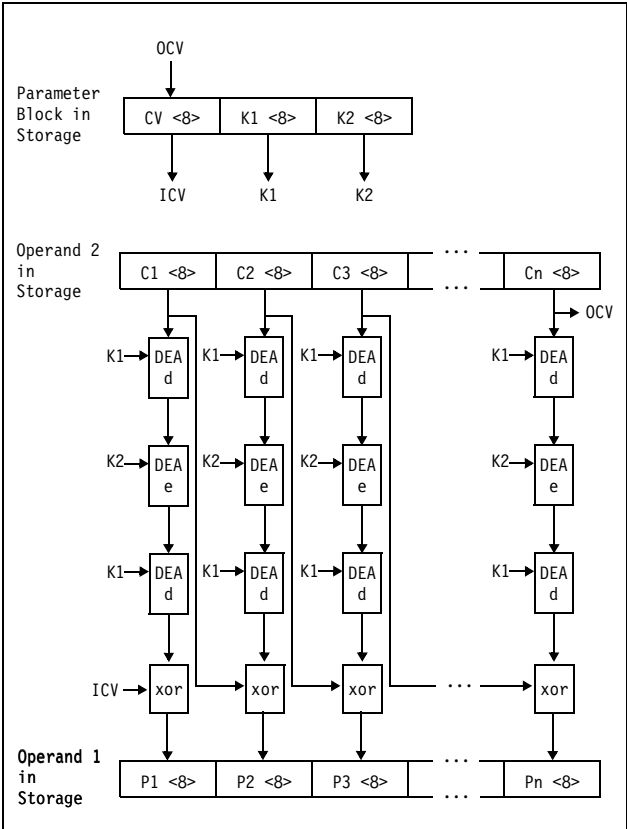 OCV
Parameter
Block in
Storage
CV <8> K1 <8> K2 <8>
ICV K1 K2
Operand 2
in
Storage
C1 <8> C2 <8> C3 <8> ... ... Cn <8>
OCV
K1 DEA d K1 DEA d K1 DEA d K1 DEA d
K2 DEA e K2 DEA e K2 DEA e K2 DEA e
K1 DEA d K1 DEA d K1 DEA d K1 DEA d
ICV xor xor xor ... xor
Operand 1
in
Storage
P1 <8> P2 <8> P3 <8> ... ... Pn <8>